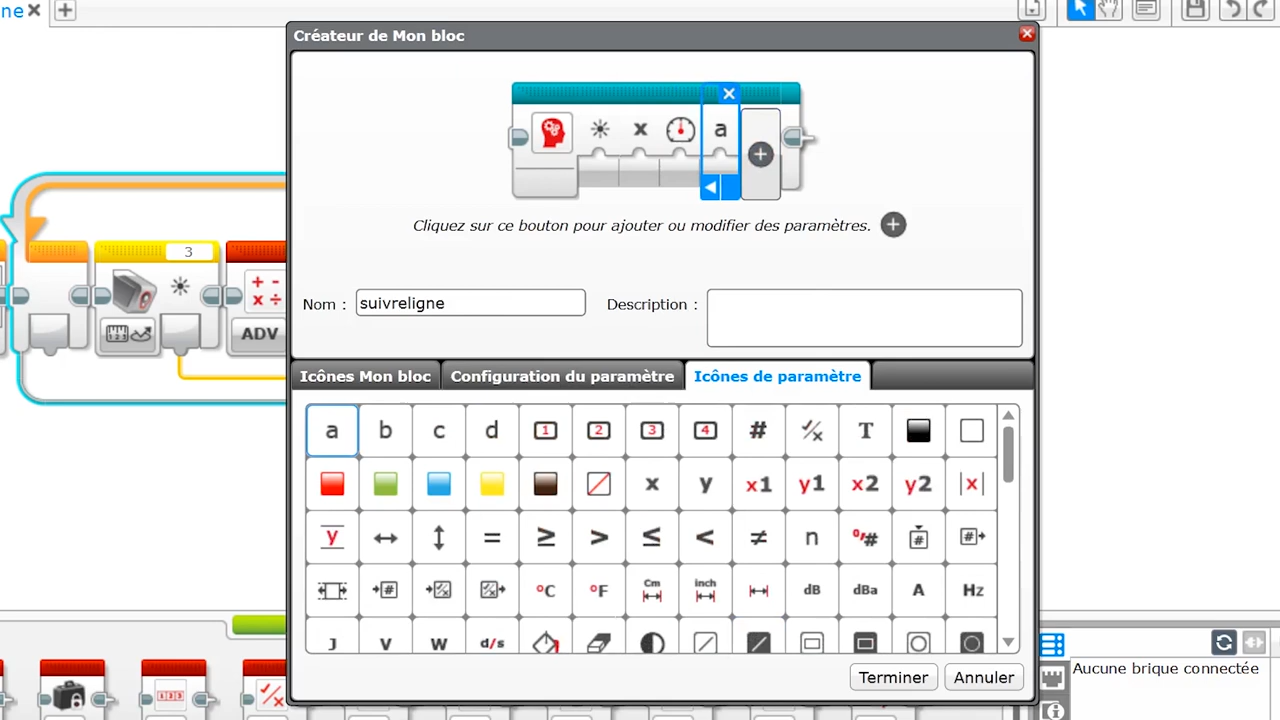 ne
Créateur de Mon bloc
x a
Cliquez sur ce bouton pour ajouter ou modifier des paramètres.
3
Nom : suivreligne Description :
ADV
Icônes Mon bloc Configuration du paramètre Icônes de paramètre
a b c d 1 2 3 4 # T
x y x1 y1 x2 y2 |x|
y = ≥ > ≤ < ≠ n #
# °C °F Cm inch dB dBa A Hz
J V W d/s
Terminer Annuler
Aucune brique connectée